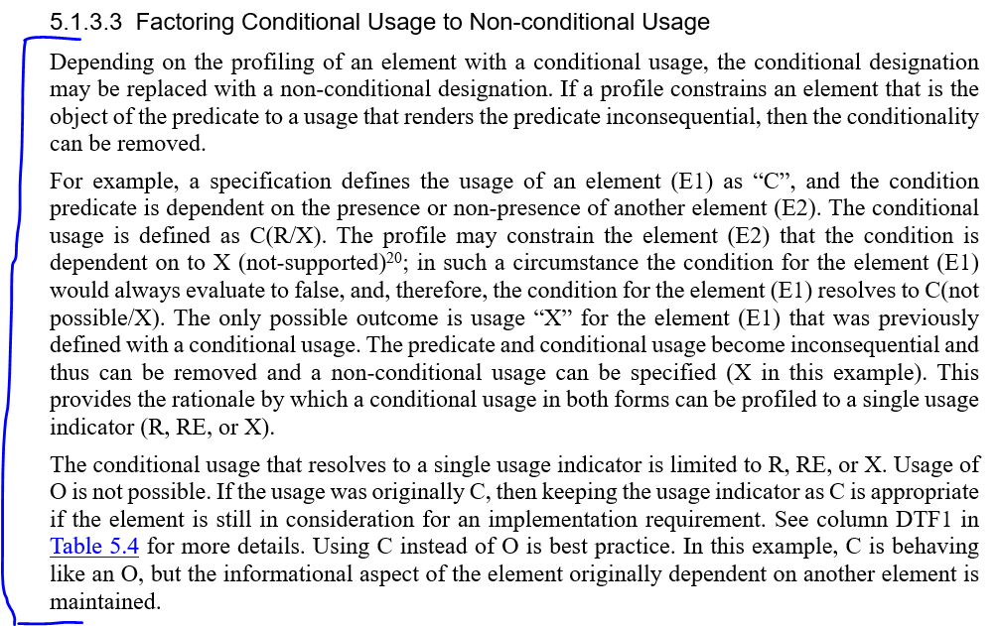 5.1.3.3 Factoring Conditional Usage to Non-conditional Usage
Depending on the profiling of an element with a conditional usage, the conditional designation
may be replaced with a non-conditional designation. If a profile constrains an element that is the
object of the predicate to a usage that renders the predicate inconsequential, then the conditionality
can be removed.
For example, a specification defines the usage of an element (E1) as “C”, and the condition
predicate is dependent on the presence or non-presence of another element (E2). The conditional
usage is defined as C(R/X). The profile may constrain the element (E2) that the condition is
dependent on to X (not-supported)20; in such a circumstance the condition for the element (E1)
would always evaluate to false, and, therefore, the condition for the element (E1) resolves to C(not
possible/X). The only possible outcome is usage “X” for the element (E1) that was previously
defined with a conditional usage. The predicate and conditional usage become inconsequential and
thus can be removed and a non-conditional usage can be specified (X in this example). This
provides the rationale by which a conditional usage in both forms can be profiled to a single usage
indicator (R, RE, or X).
The conditional usage that resolves to a single usage indicator is limited to R, RE, or X. Usage of
O is not possible. If the usage was originally C, then keeping the usage indicator as C is appropriate
if the element is still in consideration for an implementation requirement. See column DTF1 in
Table 5.4 for more details. Using C instead of O is best practice. In this example, C is behaving
like an O, but the informational aspect of the element originally dependent on another element is
maintained.